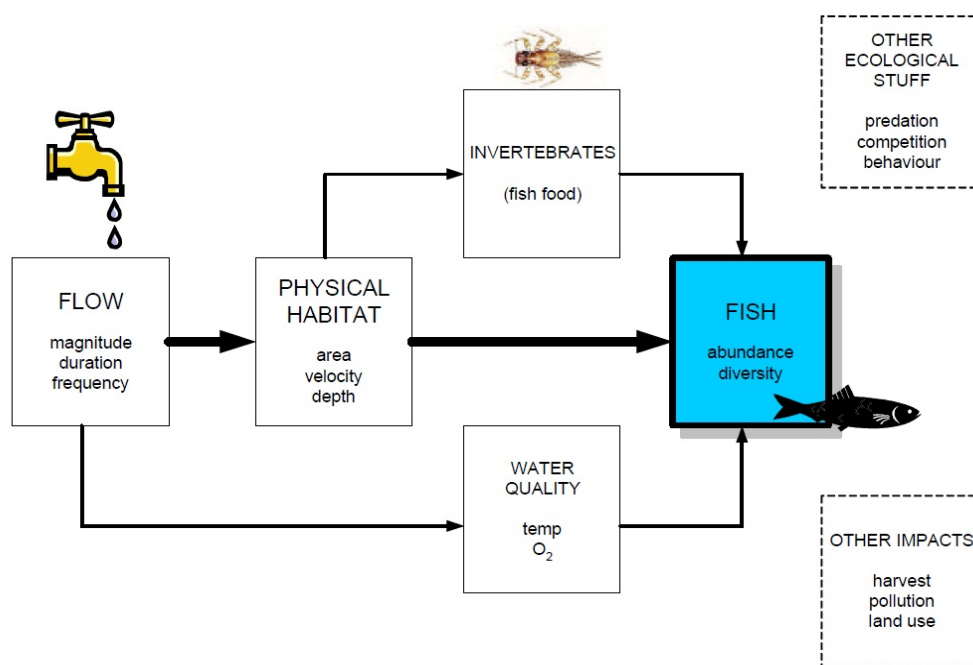 FLOW
magnitude
duration
frequency
PHYSICAL
HABITAT
area
velocity
depth
INVERTEBRATES
(fish food)
WATER
QUALITY
temp
O₂
FISH
abundance
diversity
OTHER
ECOLOGICAL
STUFF
predation
competition
behaviour
OTHER IMPACTS
harvest
pollution
land use